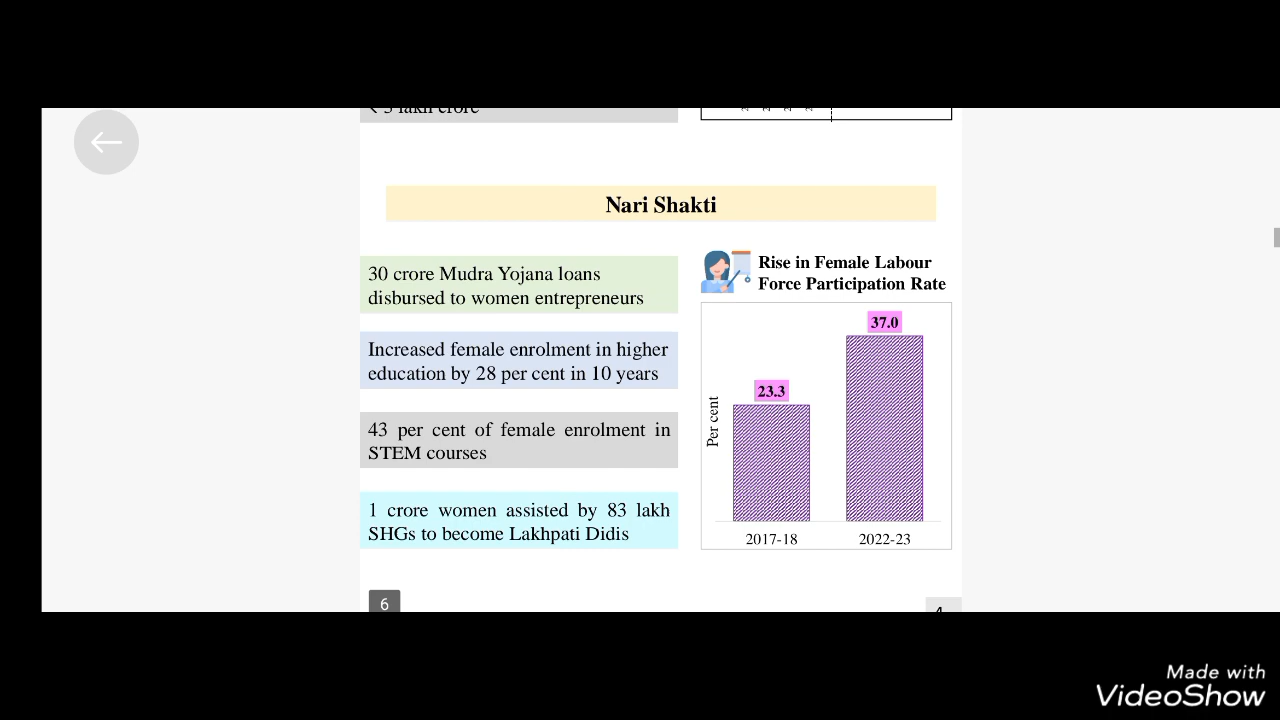 ₹ 3 lakh crore
Nari Shakti
30 crore Mudra Yojana loans
disbursed to women entrepreneurs
Increased female enrolment in higher
education by 28 per cent in 10 years
43 per cent of female enrolment in
STEM courses
1 crore women assisted by 83 lakh
SHGs to become Lakhpati Didis
Rise in Female Labour
Force Participation Rate
Per cent
37.0
23.3
2017-18 2022-23
6
Made with
VideoShow